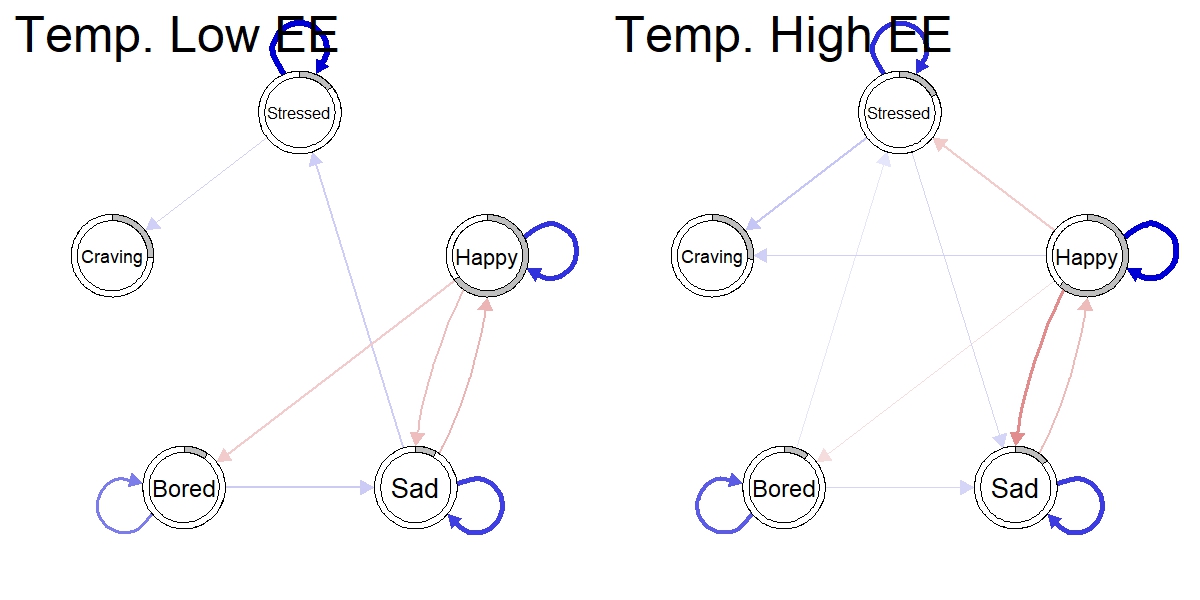 Temp. Low EE
Stressed
Craving
Happy
Bored
Sad
Temp. High EE
Stressed
Craving
Happy
Bored
Sad